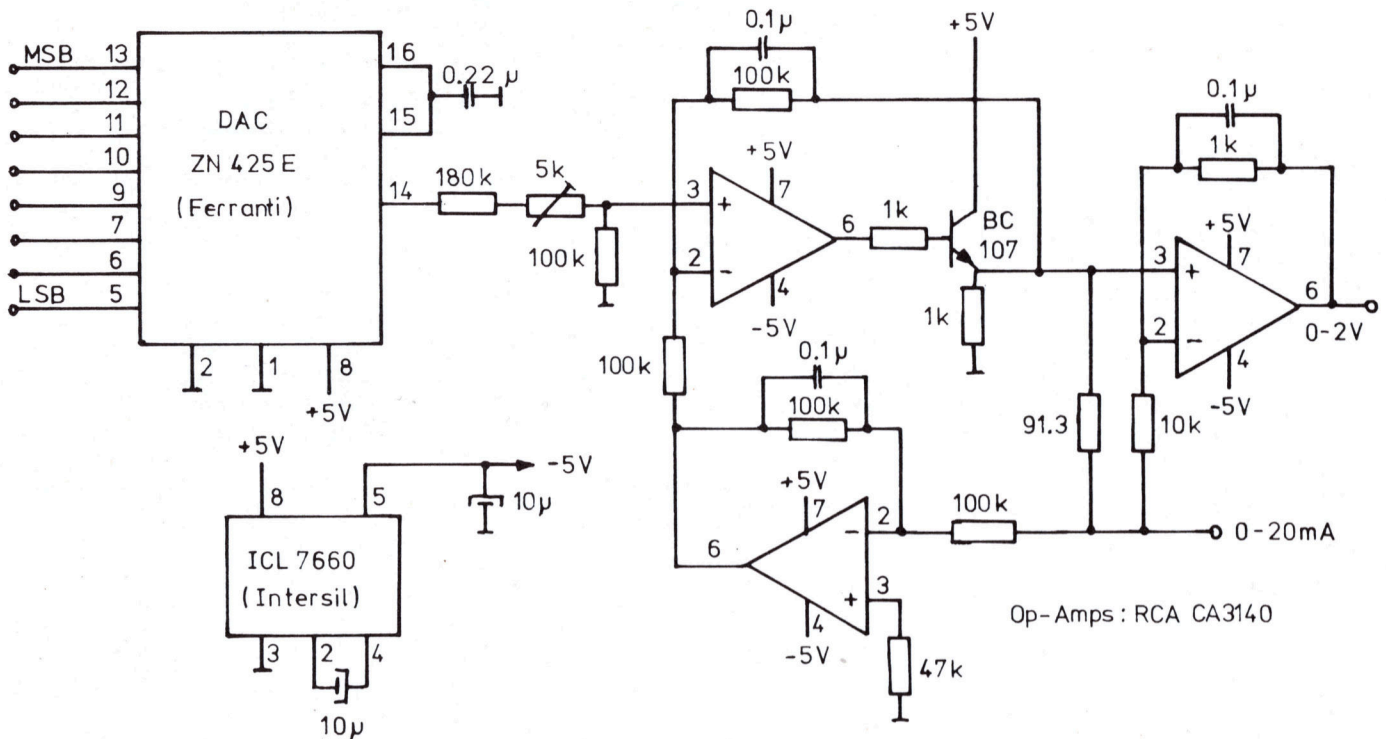 MSB
13
12
11
10
9
7
6
LSB
5
DAC
ZN 425 E
(Ferranti)
16
15
14
2
1
8
+5V
0.22 µ
180k
5k
100k
0.1µ
100k
+5V
3
+
2
-
+5V
7
6
4
-5V
1k
BC
107
1k
100k
0.1µ
100k
+5V
7
6
2
-
3
+
4
-5V
47k
100k
91.3
10k
0-20mA
0.1µ
1k
3
+
2
-
+5V
7
6
4
-5V
0-2V
+5V
8
5
-5V
10µ
ICL 7660
(Intersil)
3
2
4
10µ
Op-Amps: RCA CA3140